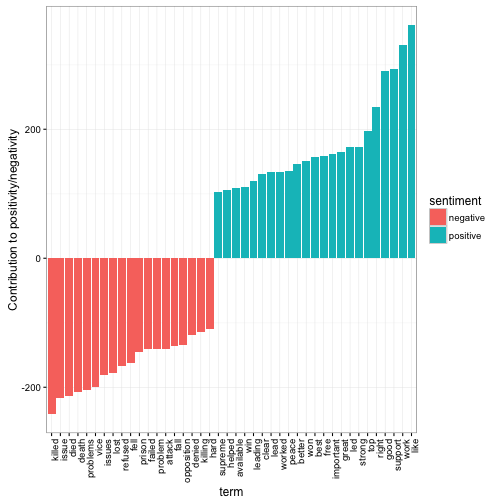 Contribution to positivity/negativity
200
0
-200
killed
issue
died
death
problems
vice
issues
lost
refused
fell
prison
failed
problem
attack
fall
opposition
denied
killing
hard
supreme
helped
available
win
leading
clear
lead
worked
peace
better
won
best
free
important
great
led
strong
top
right
good
support
work
like
term
sentiment
negative
positive